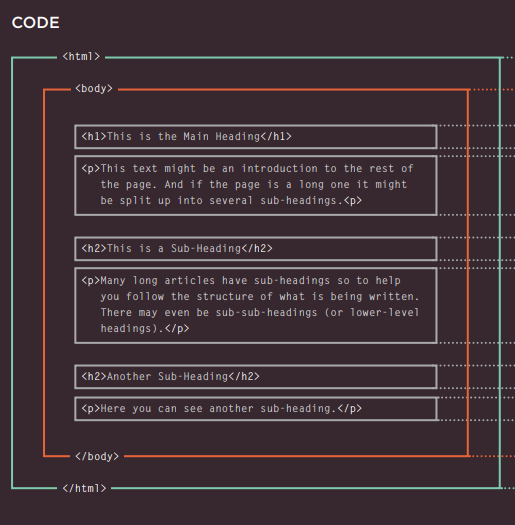 CODE
<html>
<body>
<h1>This is the Main Heading</h1>
<p>This text might be an introduction to the rest of
the page. And if the page is a long one it might
be split up into several sub-headings.<p>
<h2>This is a Sub-Heading</h2>
<p>Many long articles have sub-headings so to help
you follow the structure of what is being written.
There may even be sub-sub-headings (or lower-level
headings).</p>
<h2>Another Sub-Heading</h2>
<p>Here you can see another sub-heading.</p>
</body>
</html>